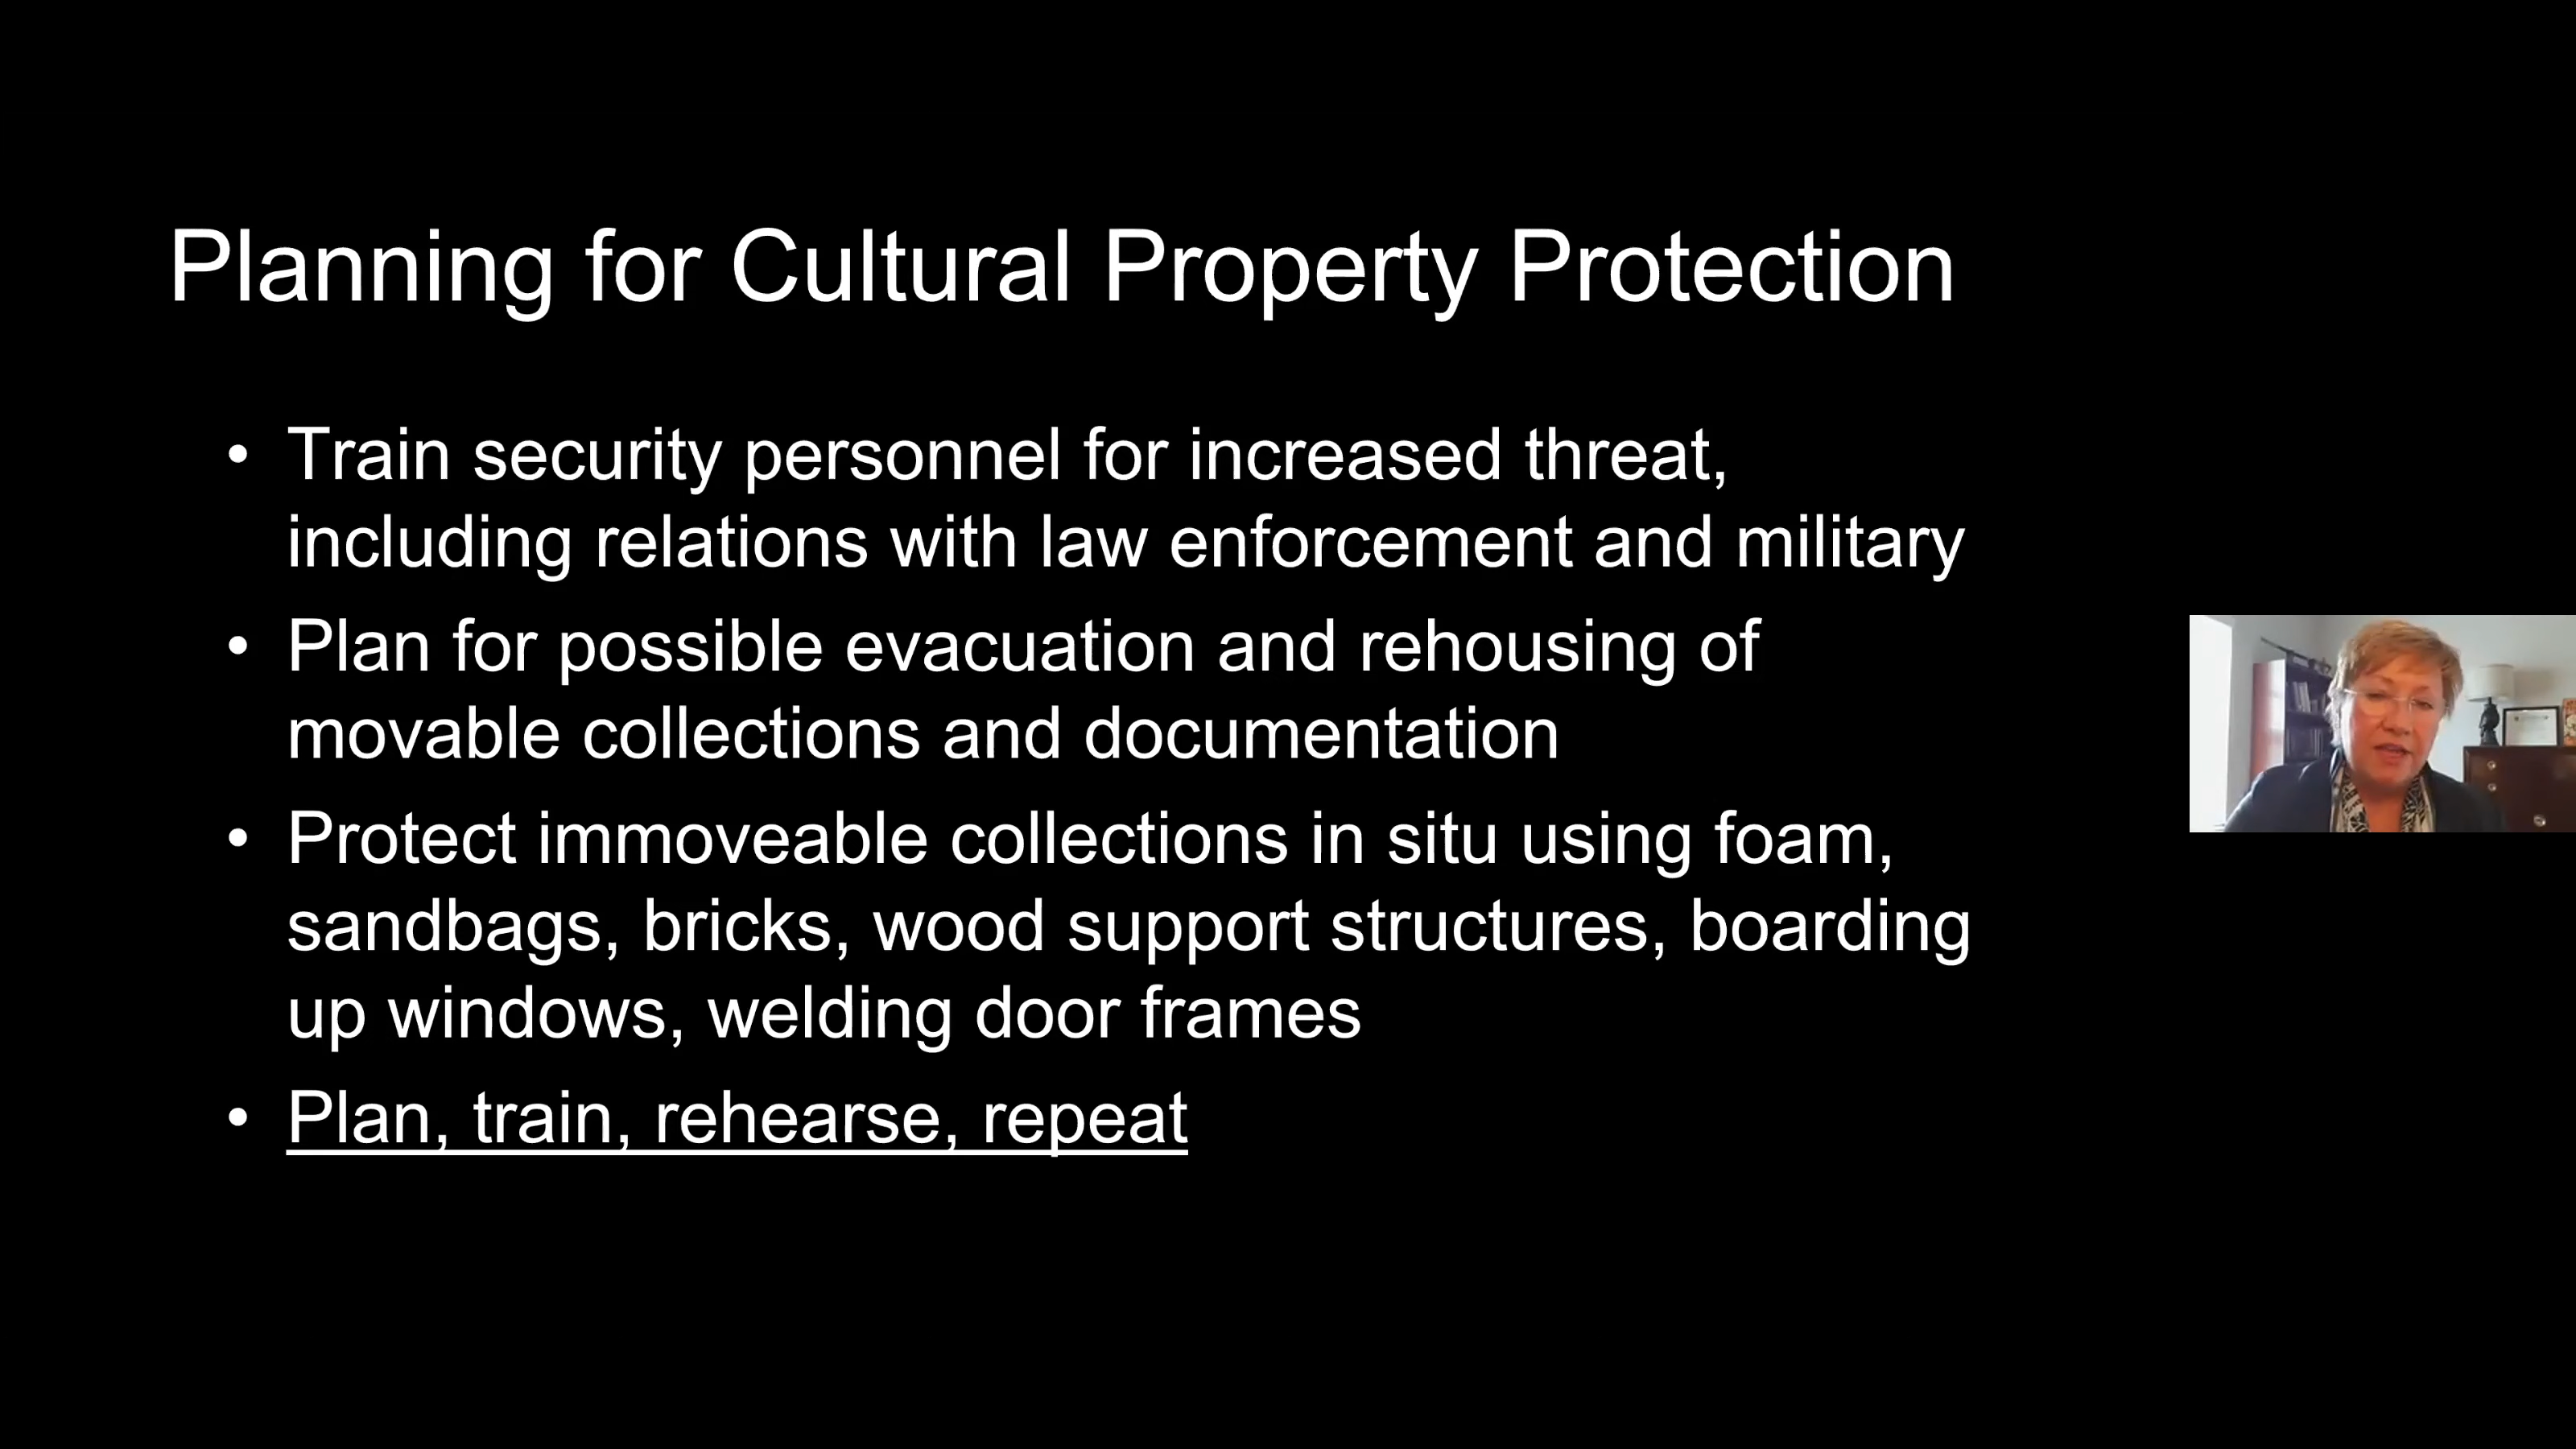 Planning for Cultural Property Protection
• Train security personnel for increased threat,
including relations with law enforcement and military
• Plan for possible evacuation and rehousing of
movable collections and documentation
• Protect immoveable collections in situ using foam,
sandbags, bricks, wood support structures, boarding
up windows, welding door frames
• Plan, train, rehearse, repeat